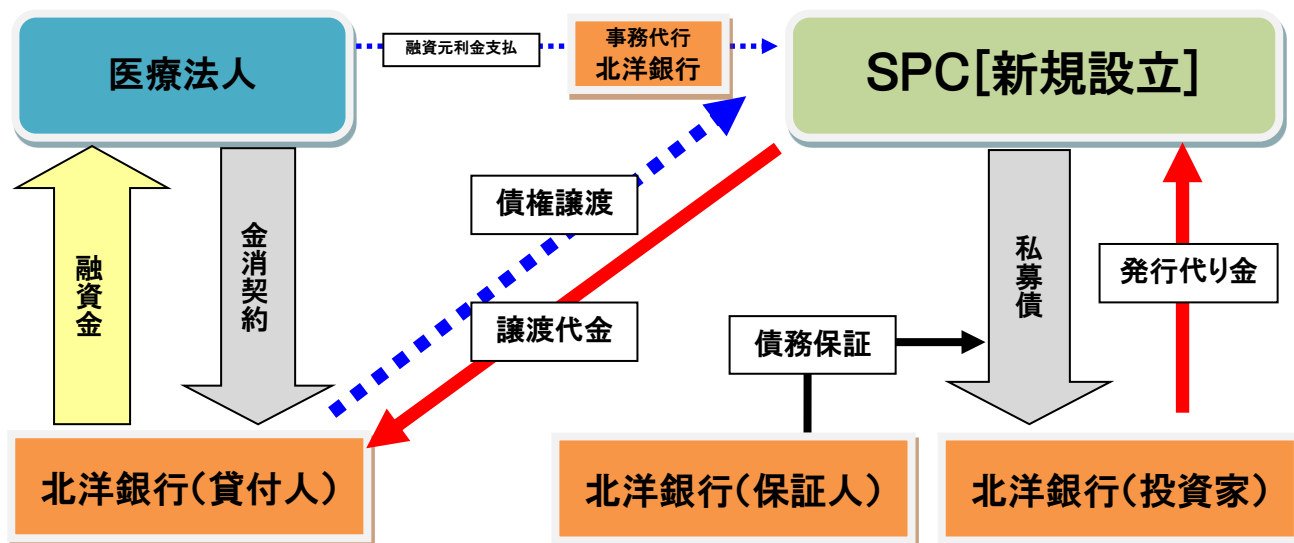 医療法人
融資元利金支払
事務代行
北洋銀行
SPC[新規設立]
融資金
金消契約
債権譲渡
譲渡代金
債務保証
私募債
発行代り金
北洋銀行(貸付人)
北洋銀行(保証人)
北洋銀行(投資家)